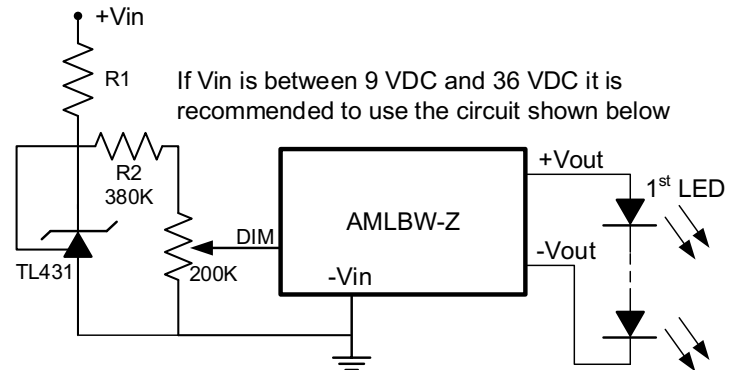 +Vin
R1
If Vin is between 9 VDC and 36 VDC it is
recommended to use the circuit shown below
R2
380K
TL431
200K
DIM
AMLBW-Z
-Vin
+Vout
-Vout
1st LED